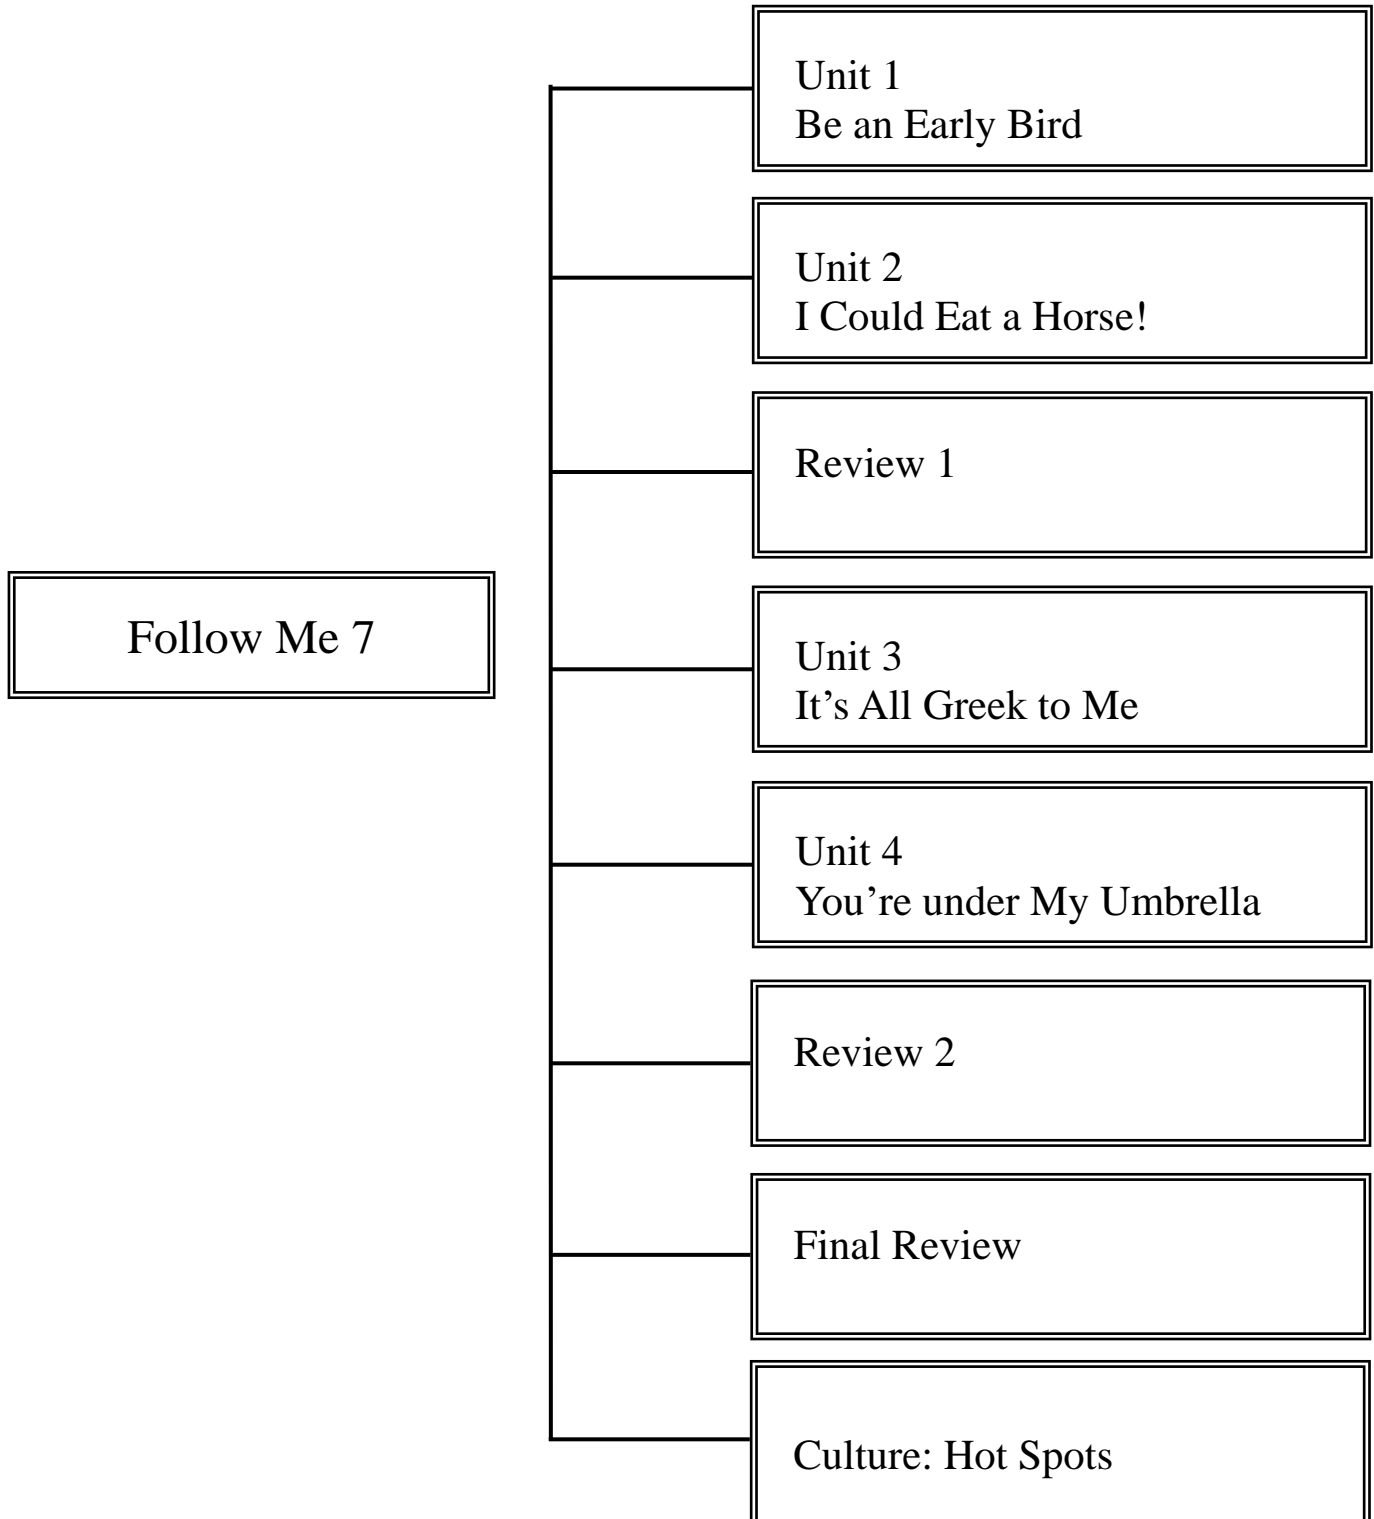 Unit 1
Be an Early Bird
Unit 2
I Could Eat a Horse!
Review 1
Follow Me 7
Unit 3
It’s All Greek to Me
Unit 4
You’re under My Umbrella
Review 2
Final Review
Culture: Hot Spots